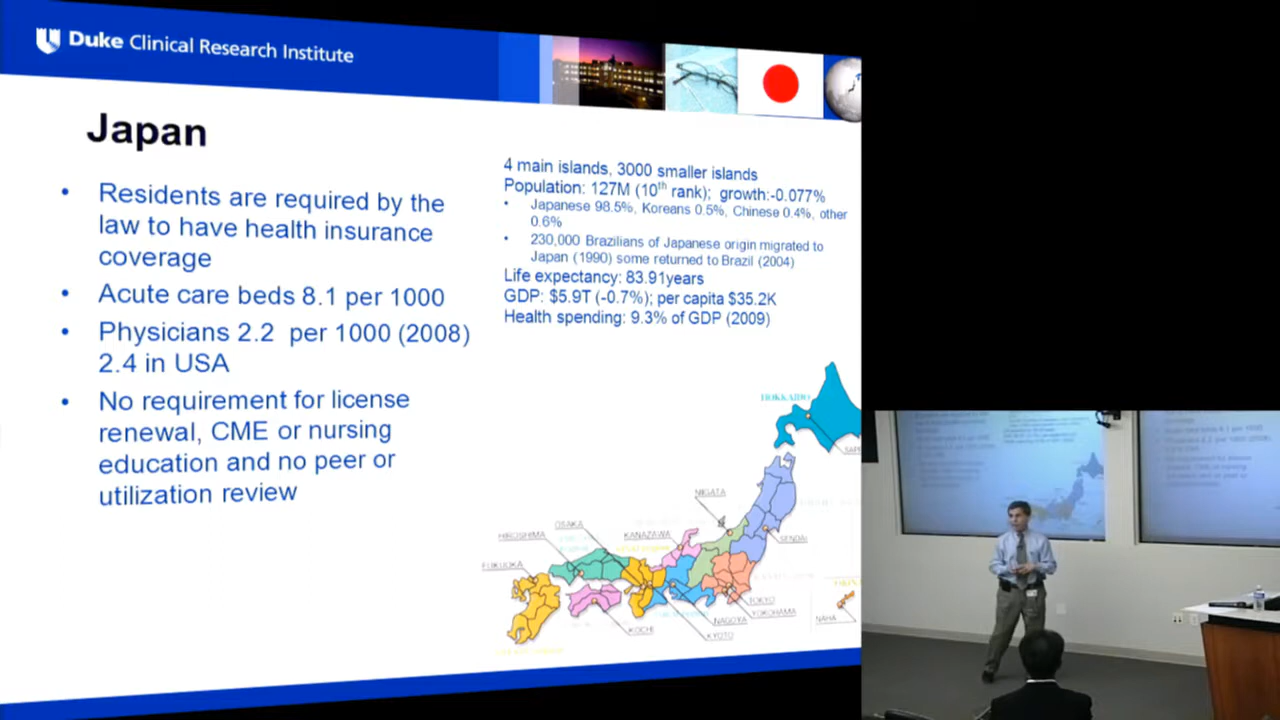 Duke Clinical Research Institute
Japan
• Residents are required by the
law to have health insurance
coverage
• Acute care beds 8.1 per 1000
• Physicians 2.2 per 1000 (2008)
2.4 in USA
• No requirement for license
renewal, CME or nursing
education and no peer or
utilization review
4 main islands, 3000 smaller islands
Population: 127M (10th rank); growth:-0.077%
• Japanese 98.5%, Koreans 0.5%, Chinese 0.4%, other
0.6%
• 230,000 Brazilians of Japanese origin migrated to
Japan (1990) some returned to Brazil (2004)
Life expectancy: 83.91years
GDP: $5.9T (-0.7%); per capita $35.2K
Health spending: 9.3% of GDP (2009)
HOKKAIDO
NIIGATA
OSAKA
HIROSHIMA
KANAZAWA
SENDAI
FUKUOKA
TOKYO
YOKOHAMA
NAGOYA
NAHA
KOCHI
KYOTO